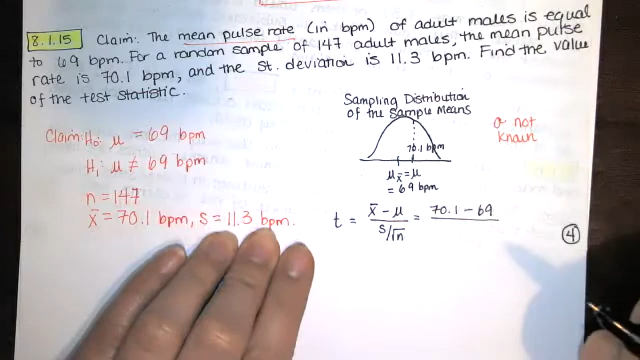 8.1.15 Claim: The mean pulse rate (in bpm) of adult males is equal
to 69 bpm. For a random sample of 147 adult males, the mean pulse
rate is 70.1 bpm, and the St. deviation is 11.3 bpm. Find the value
of the test statistic.
Claim: H₀: μ = 69 bpm
H₁: μ ≠ 69 bpm
n = 147
x̄ = 70.1 bpm, s = 11.3 bpm.
Sampling Distribution
of the Sample Means
σ not
known
70.1 bpm
μx̄ = μ
= 69 bpm
t = x̄ - μ / s/√n = 70.1 - 69
4